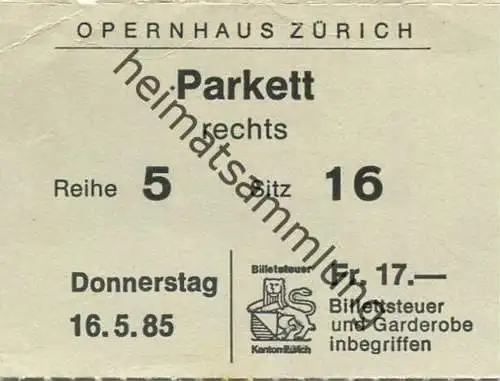 OPERNHAUS ZÜRICH
Parkett
rechts
Reihe 5 Sitz 16
Donnerstag
16.5.85
Billetsteuer
Kanton Zürich
Fr. 17.—
Billettsteuer
und Garderobe
inbegriffen
heimatsammlung